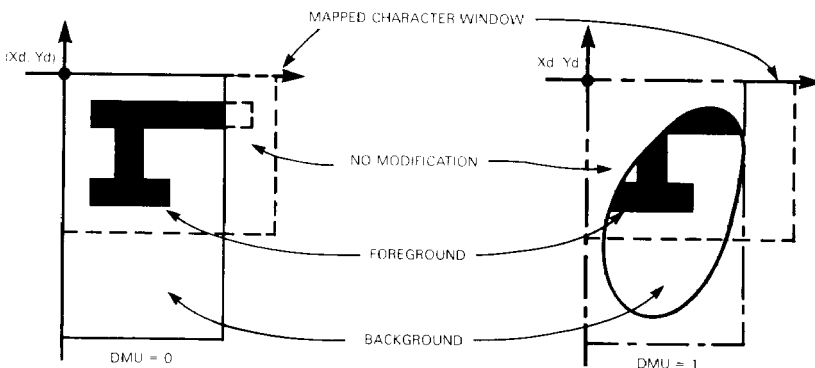 MAPPED CHARACTER WINDOW
(Xd, Yd)
Xd, Yd
NO MODIFICATION
FOREGROUND
BACKGROUND
DMU = 0
DMU = 1